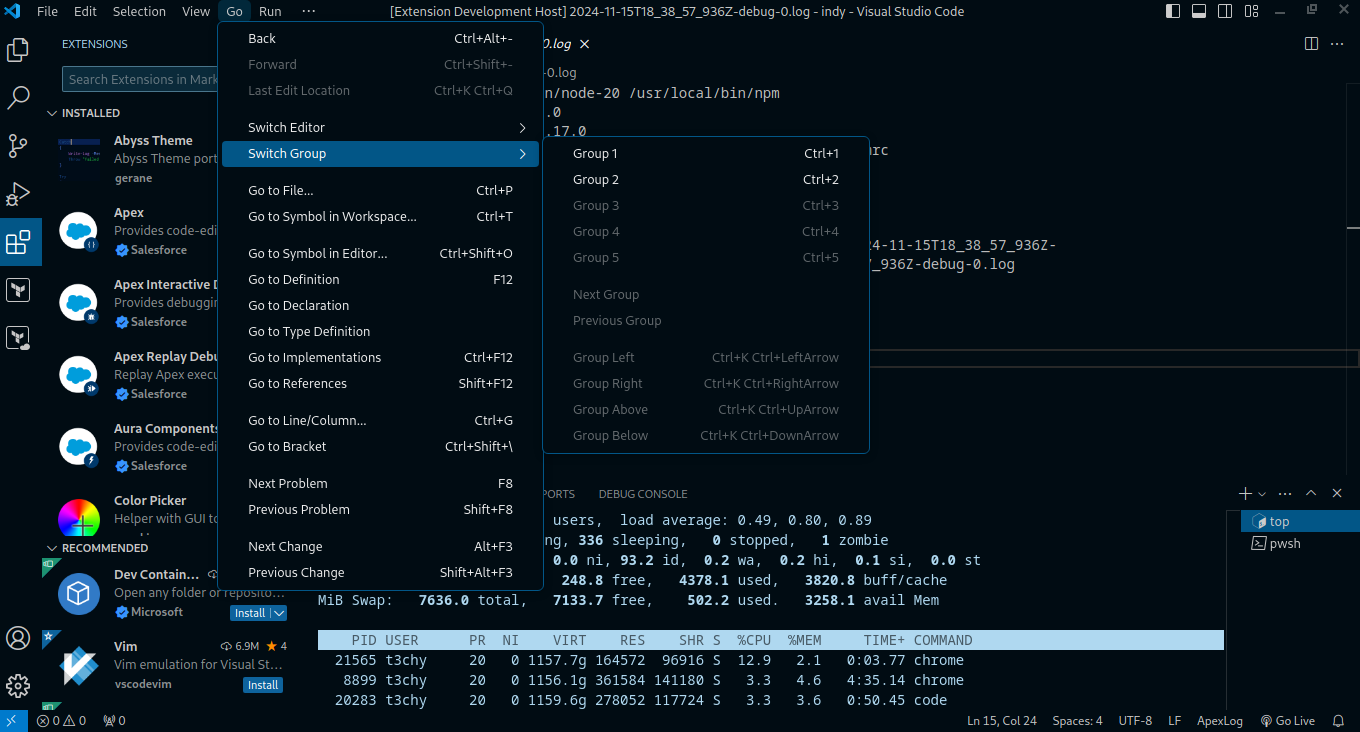 File Edit Selection View Go Run ··· [Extension Development Host] 2024-11-15T18_38_57_936Z-debug-0.log - indy - Visual Studio Code
EXTENSIONS
Search Extensions in Mark
INSTALLED
Abyss Theme
Abyss Theme port
gerane
Apex
Provides code-edi
Salesforce
Apex Interactive D
Provides debuggin
Salesforce
Apex Replay Debu
Replay Apex execu
Salesforce
Aura Components
Provides code-edi
Salesforce
Color Picker
Helper with GUI to
RECOMMENDED
Dev Contain...
Open any folder or reposito...
Microsoft
Install
Vim 6.9M 4
Vim emulation for Visual St...
vscodevim
Install
Back Ctrl+Alt+-
Forward Ctrl+Shift+-
Last Edit Location Ctrl+K Ctrl+Q
Switch Editor
Switch Group
Go to File... Ctrl+P
Go to Symbol in Workspace... Ctrl+T
Go to Symbol in Editor... Ctrl+Shift+O
Go to Definition F12
Go to Declaration
Go to Type Definition
Go to Implementations Ctrl+F12
Go to References Shift+F12
Go to Line/Column... Ctrl+G
Go to Bracket Ctrl+Shift+\
Next Problem F8
Previous Problem Shift+F8
Next Change Alt+F3
Previous Change Shift+Alt+F3
Group 1 Ctrl+1
Group 2 Ctrl+2
Group 3 Ctrl+3
Group 4 Ctrl+4
Group 5 Ctrl+5
Next Group
Previous Group
Group Left Ctrl+K Ctrl+LeftArrow
Group Right Ctrl+K Ctrl+RightArrow
Group Above Ctrl+K Ctrl+UpArrow
Group Below Ctrl+K Ctrl+DownArrow
0.log
-0.log
n/node-20 /usr/local/bin/npm
.0
.17.0
rc
24-11-15T18_38_57_936Z-
7_936Z-debug-0.log
PORTS DEBUG CONSOLE
users, load average: 0.49, 0.80, 0.89
ng, 336 sleeping, 0 stopped, 1 zombie
0.0 ni, 93.2 id, 0.2 wa, 0.2 hi, 0.1 si, 0.0 st
248.8 free, 4378.1 used, 3820.8 buff/cache
MiB Swap: 7636.0 total, 7133.7 free, 502.2 used. 3258.1 avail Mem
PID USER PR NI VIRT RES SHR S %CPU %MEM TIME+ COMMAND
21565 t3chy 20 0 1157.7g 164572 96916 S 12.9 2.1 0:03.77 chrome
8899 t3chy 20 0 1156.1g 361584 141180 S 3.3 4.6 4:35.14 chrome
20283 t3chy 20 0 1159.6g 278052 117724 S 3.3 3.6 0:50.45 code
top
pwsh
0 0 0 Ln 15, Col 24 Spaces: 4 UTF-8 LF ApexLog Go Live